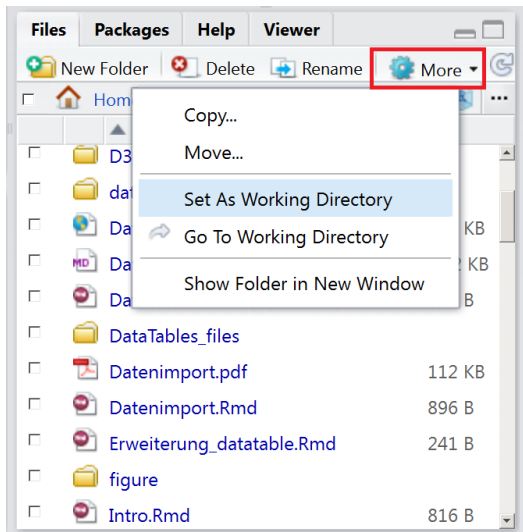 Files Packages Help Viewer
New Folder Delete Rename More
Hom ...
Copy...
Move...
Set As Working Directory
Go To Working Directory
Show Folder in New Window
D3
dat
Da KB
MD Da KB
Da B
DataTables_files
Datenimport.pdf 112 KB
Datenimport.Rmd 896 B
Erweiterung_datatable.Rmd 241 B
figure
Intro.Rmd 816 B